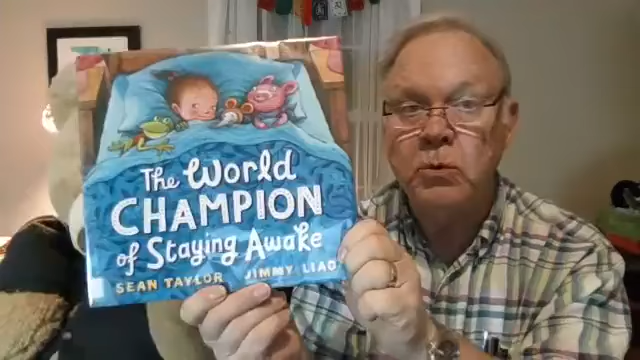 The World
CHAMPION
of Staying Awake
SEAN TAYLOR JIMMY LIAO